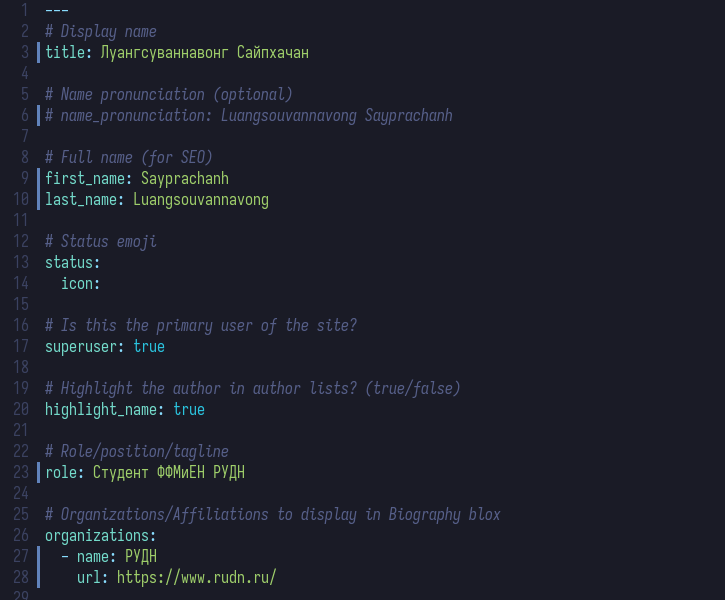 1 ---
2 # Display name
3 title: Луангсуваннавонг Сайпхачан
4
5 # Name pronunciation (optional)
6 # name_pronunciation: Luangsouvannavong Sayprachanh
7
8 # Full name (for SEO)
9 first_name: Sayprachanh
10 last_name: Luangsouvannavong
11
12 # Status emoji
13 status:
14 icon:
15
16 # Is this the primary user of the site?
17 superuser: true
18
19 # Highlight the author in author lists? (true/false)
20 highlight_name: true
21
22 # Role/position/tagline
23 role: Студент ФФМиЕН РУДН
24
25 # Organizations/Affiliations to display in Biography blox
26 organizations:
27 - name: РУДН
28 url: https://www.rudn.ru/
29